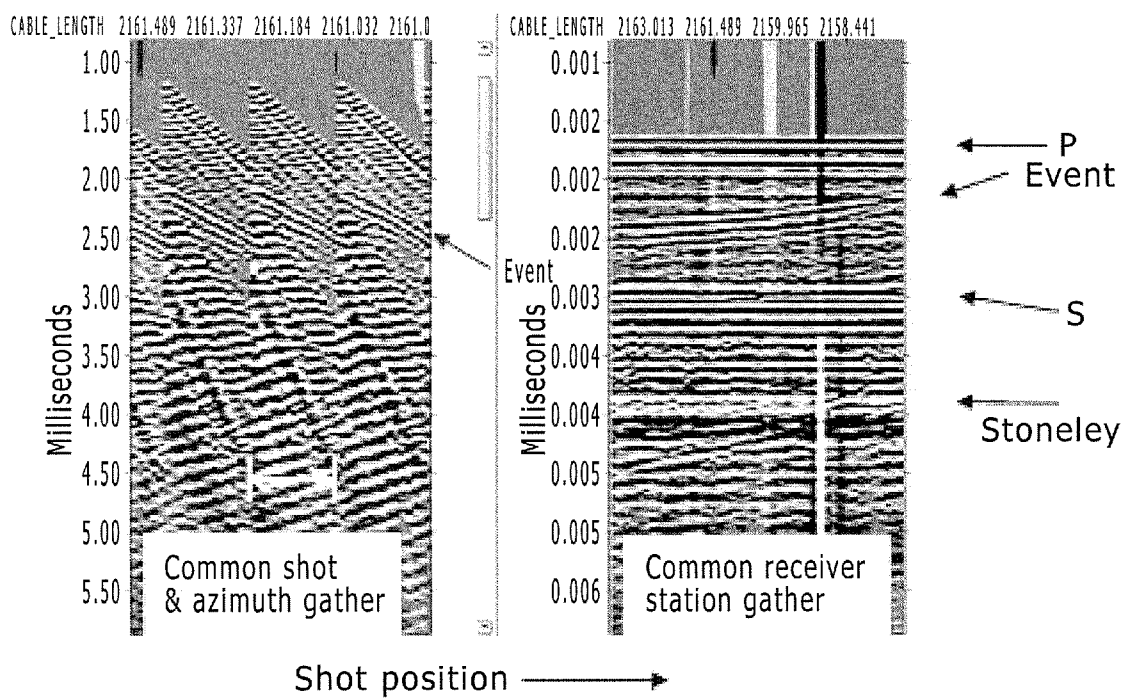 CABLE_LENGTH 2161.489 2161.337 2161.184 2161.032 2161.0
1.00
1.50
2.00
2.50
3.00
3.50
4.00
4.50
5.00
5.50
Milliseconds
Event
Common shot
& azimuth gather
CABLE_LENGTH 2163.013 2161.489 2159.965 2158.441
0.001
0.002
0.002
0.002
0.003
0.004
0.004
0.005
0.005
0.006
Milliseconds
P
Event
S
Stoneley
Common receiver
station gather
Shot position